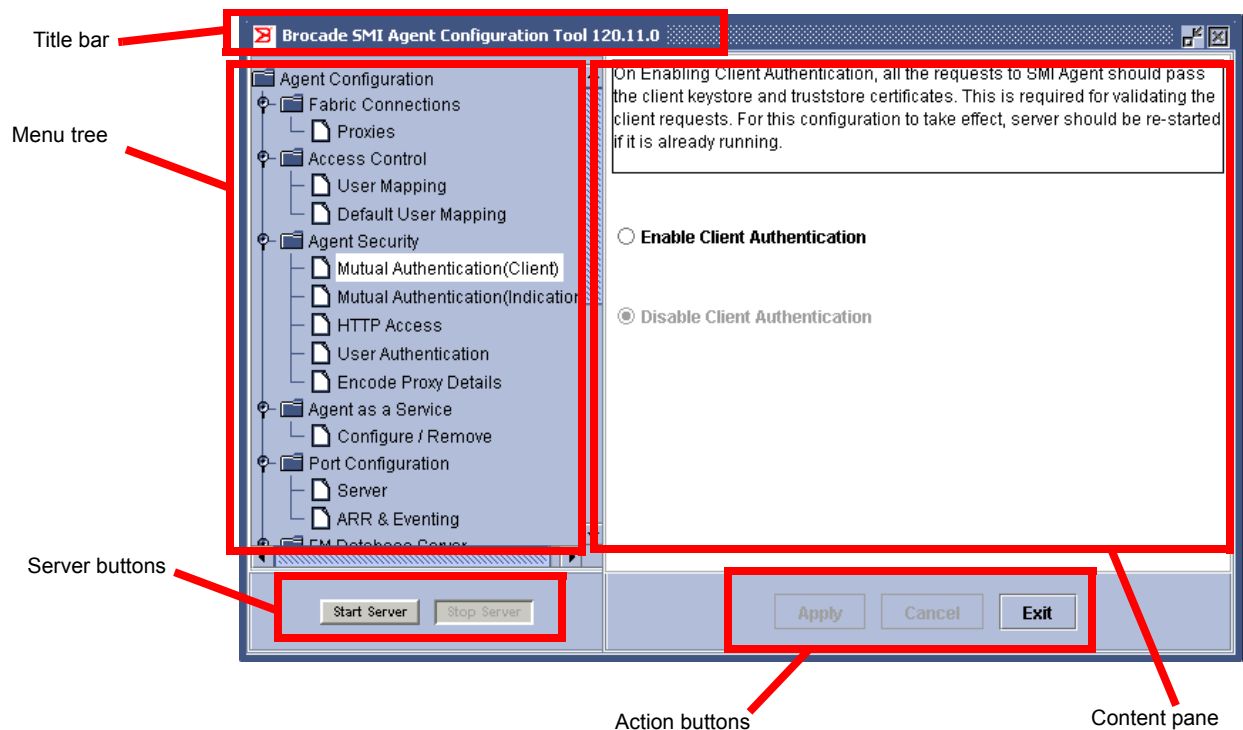 Title bar
Brocade SMI Agent Configuration Tool 120.11.0
Menu tree
Agent Configuration
Fabric Connections
Proxies
Access Control
User Mapping
Default User Mapping
Agent Security
Mutual Authentication(Client)
Mutual Authentication(Indication
HTTP Access
User Authentication
Encode Proxy Details
Agent as a Service
Configure / Remove
Port Configuration
Server
ARR & Eventing
FM Database Server
On Enabling Client Authentication, all the requests to SMI Agent should pass
the client keystore and truststore certificates. This is required for validating the
client requests. For this configuration to take effect, server should be re-started
if it is already running.
Enable Client Authentication
Disable Client Authentication
Server buttons
Start Server
Stop Server
Apply
Cancel
Exit
Action buttons
Content pane